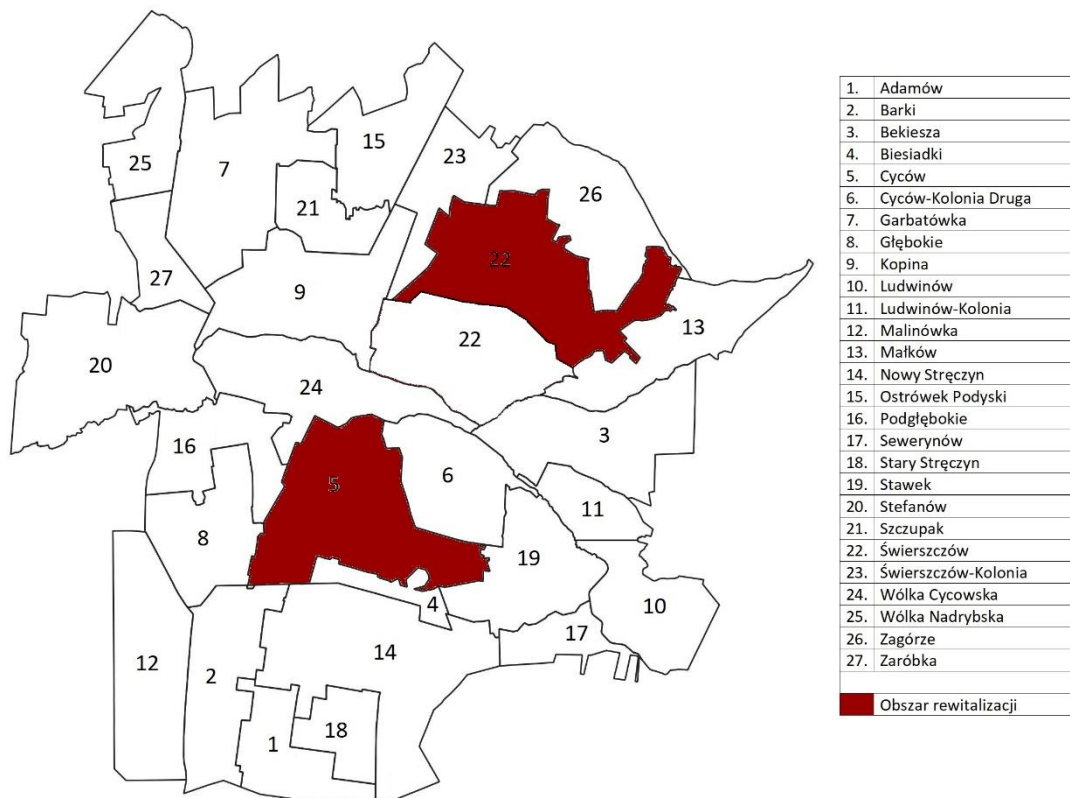 15
23
25
7
26
21
22
27
9
13
22
20
24
3
16
6
5
11
8
19
4
10
17
14
12
2
18
1
1. Adamów
2. Barki
3. Bekiesza
4. Biesiadki
5. Cyców
6. Cyców-Kolonia Druga
7. Garbatówka
8. Głębokie
9. Kopina
10. Ludwinów
11. Ludwinów-Kolonia
12. Malinówka
13. Małków
14. Nowy Stręczyn
15. Ostrówek Podyski
16. Podgłębokie
17. Sewerynów
18. Stary Stręczyn
19. Stawek
20. Stefanów
21. Szczupak
22. Świerszczów
23. Świerszczów-Kolonia
24. Wólka Cycowska
25. Wólka Nadrybska
26. Zagórze
27. Zaróbka
Obszar rewitalizacji